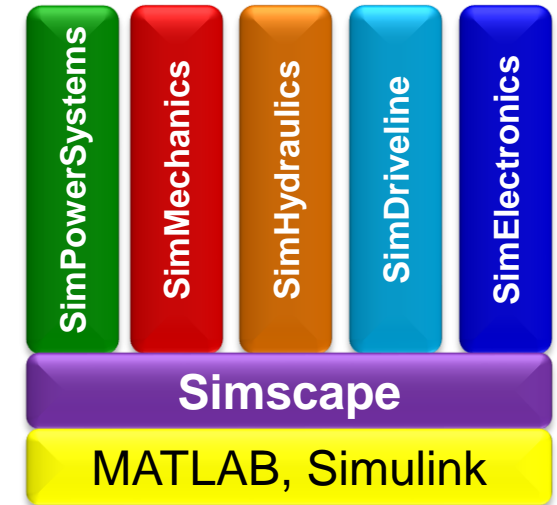 SimPowerSystems
SimMechanics
SimHydraulics
SimDriveline
SimElectronics
Simscape
MATLAB, Simulink